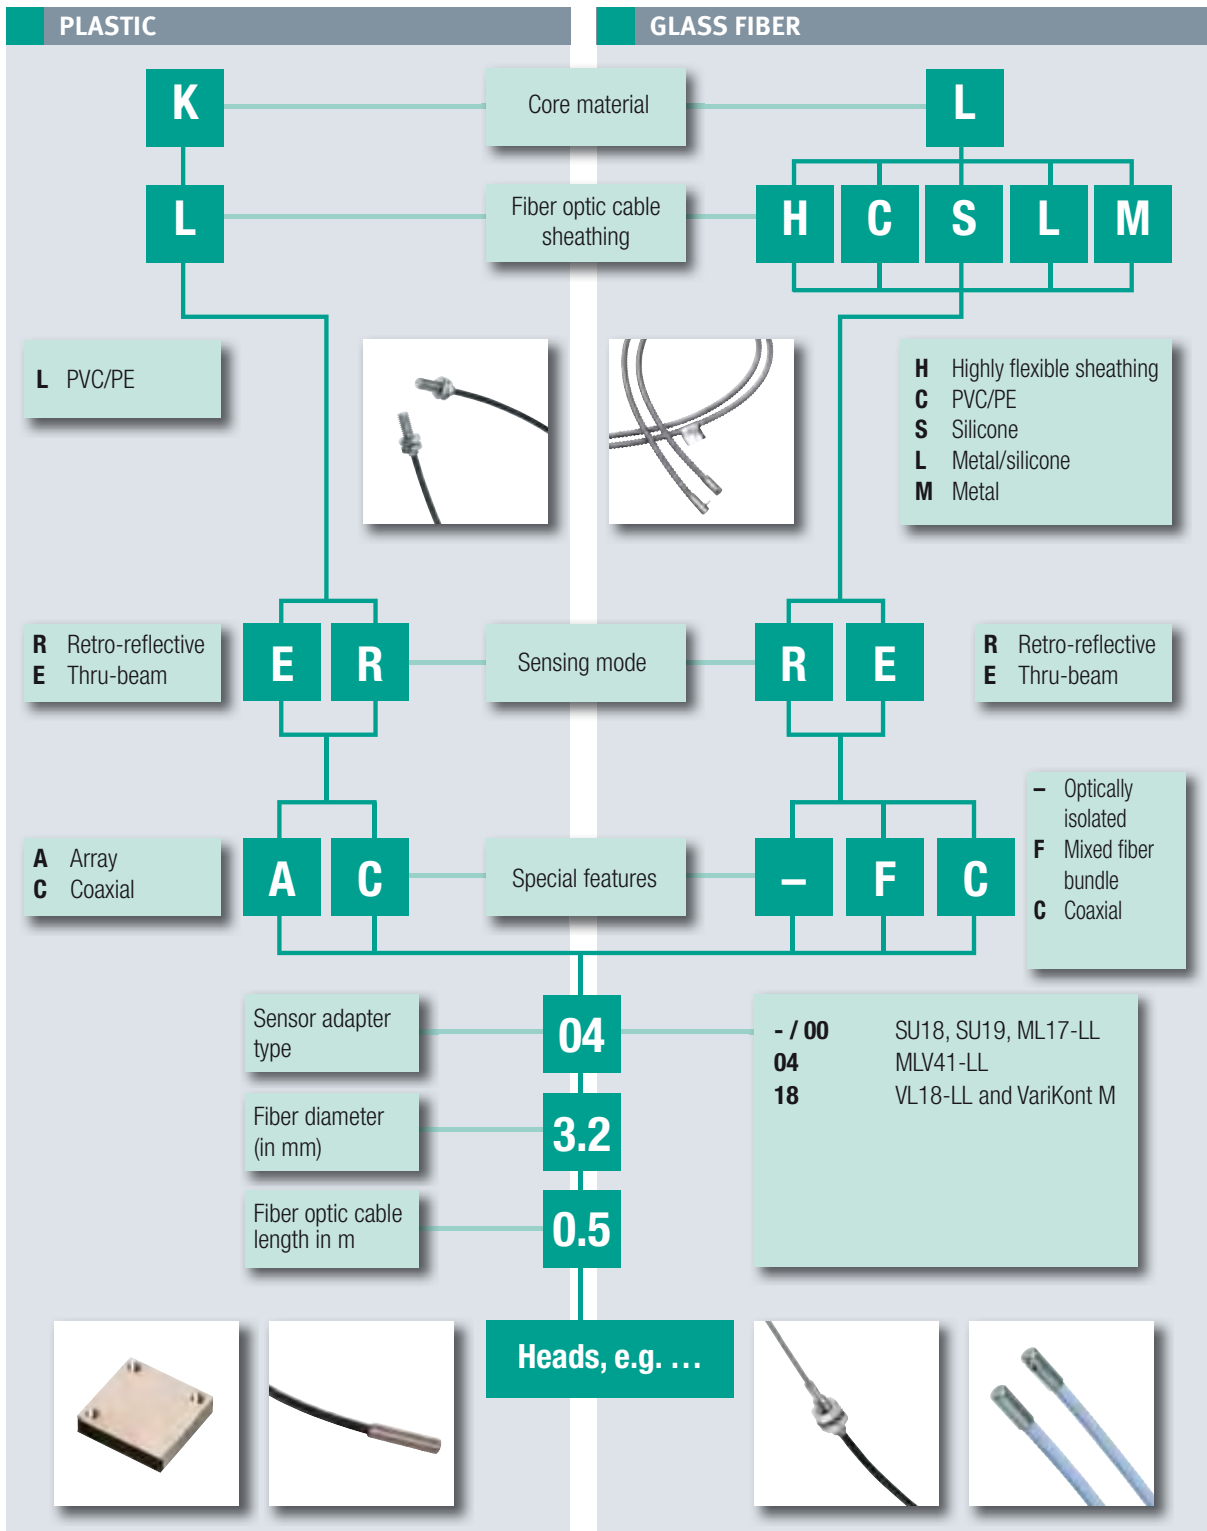 PLASTIC
GLASS FIBER
K
Core material
L
L
Fiber optic cable
sheathing
H C S L M
L PVC/PE
H Highly flexible sheathing
C PVC/PE
S Silicone
L Metal/silicone
M Metal
R Retro-reflective
E Thru-beam
E R
Sensing mode
R E
R Retro-reflective
E Thru-beam
A Array
C Coaxial
A C
Special features
– F C
– Optically
isolated
F Mixed fiber
bundle
C Coaxial
Sensor adapter
type
04
- / 00 SU18, SU19, ML17-LL
04 MLV41-LL
18 VL18-LL and VariKont M
Fiber diameter
(in mm)
3.2
Fiber optic cable
length in m
0.5
Heads, e.g. ...